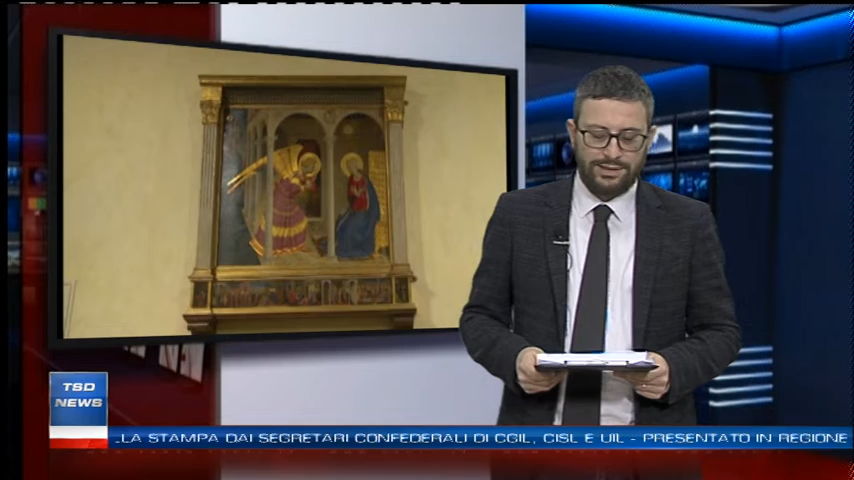 TSD
NEWS
LA STAMPA DAI SEGRETARI CONFEDERALI DI CGIL, CISL E UIL - PRESENTATO IN REGIONE